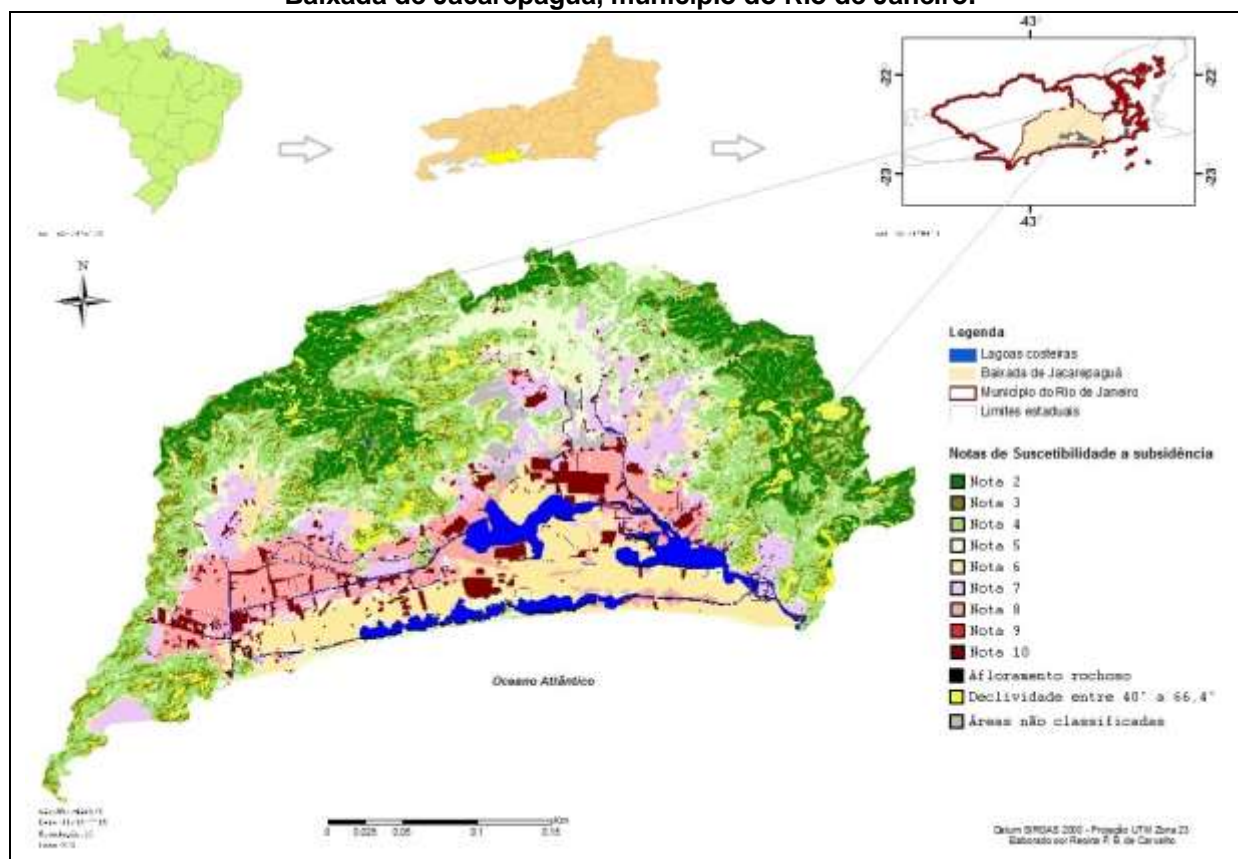 Baixada de Jacarepaguá, município do Rio de Janeiro.
-43°
-22°
-22°
-23°
-23°
-43°
N
Legenda
Lagoas costeiras
Baixada de Jacarepaguá
Município do Rio de Janeiro
Limites estaduais
Notas de Suscetibilidade a subsidência
Nota 2
Nota 3
Nota 4
Nota 5
Nota 6
Nota 7
Nota 8
Nota 9
Nota 10
Afloramento rochoso
Declividade entre 40° a 66,4°
Áreas não classificadas
Oceano Atlântico
0 0.025 0.05 0.1 0.15 Km
Datum SIRGAS 2000 - Projeção UTM Zona 23
Elaborado por Regina P. B. de Carvalho